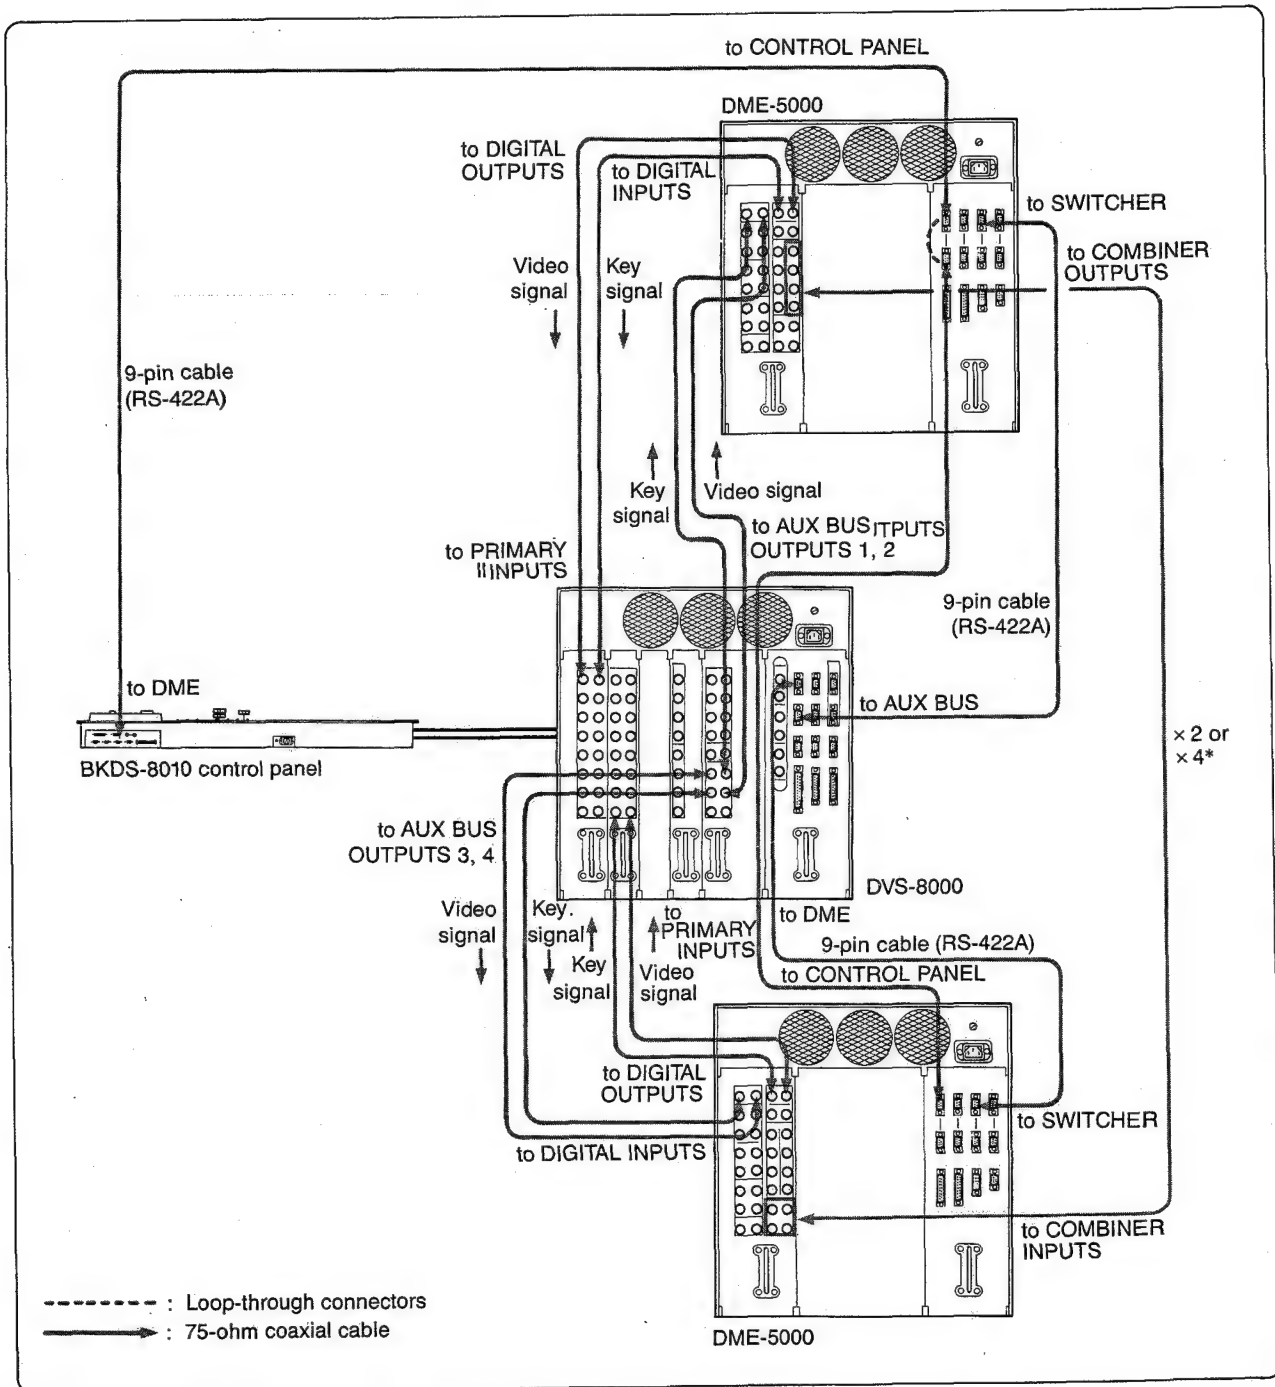 to CONTROL PANEL
DME-5000
to DIGITAL
OUTPUTS
to DIGITAL
INPUTS
to SWITCHER
to COMBINER
OUTPUTS
Video
signal
Key
signal
9-pin cable
(RS-422A)
Key
signal
Video signal
to AUX BUS ITPUTS
OUTPUTS 1, 2
to PRIMARY
IIINPUTS
9-pin cable
(RS-422A)
to DME
to AUX BUS
× 2 or
× 4*
BKDS-8010 control panel
to AUX BUS
OUTPUTS 3, 4
DVS-8000
Video
signal
Key.
signal
Key
signal
Video
signal
to
PRIMARY
INPUTS
to DME
9-pin cable (RS-422A)
to CONTROL PANEL
to DIGITAL
OUTPUTS
to SWITCHER
to DIGITAL INPUTS
to COMBINER
INPUTS
: Loop-through connectors
: 75-ohm coaxial cable
DME-5000